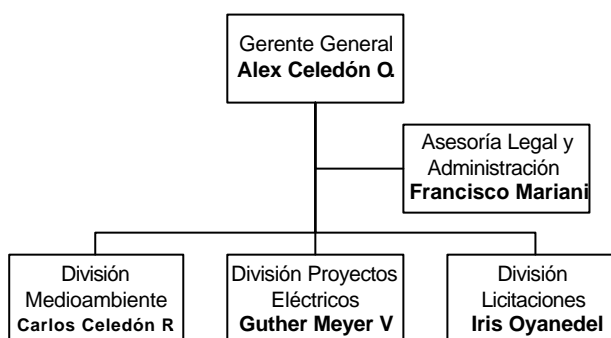 Gerente General
Alex Celedón O.
Asesoría Legal y
Administración
Francisco Mariani
División
Medioambiente
Carlos Celedón R
División Proyectos
Eléctricos
Guther Meyer V
División
Licitaciones
Iris Oyanedel